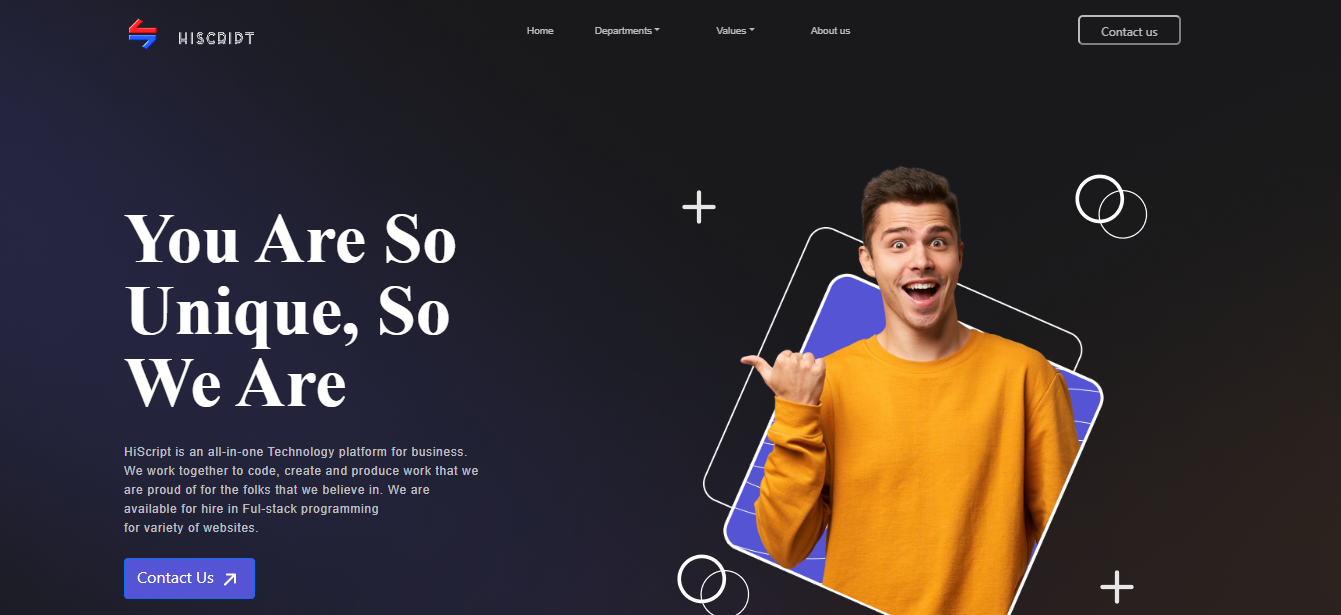 HISCRIPT
Home
Departments
Values
About us
Contact us
You Are So
Unique, So
We Are
HiScript is an all-in-one Technology platform for business.
We work together to code, create and produce work that we
are proud of for the folks that we believe in. We are
available for hire in Ful-stack programming
for variety of websites.
Contact Us